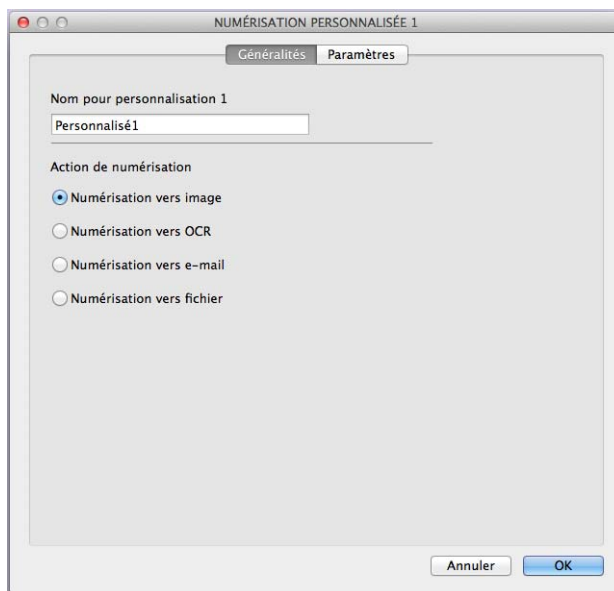 NUMÉRISATION PERSONNALISÉE 1
Généralités Paramètres
Nom pour personnalisation 1
Personnalisé1
Action de numérisation
Numérisation vers image
Numérisation vers OCR
Numérisation vers e-mail
Numérisation vers fichier
Annuler OK